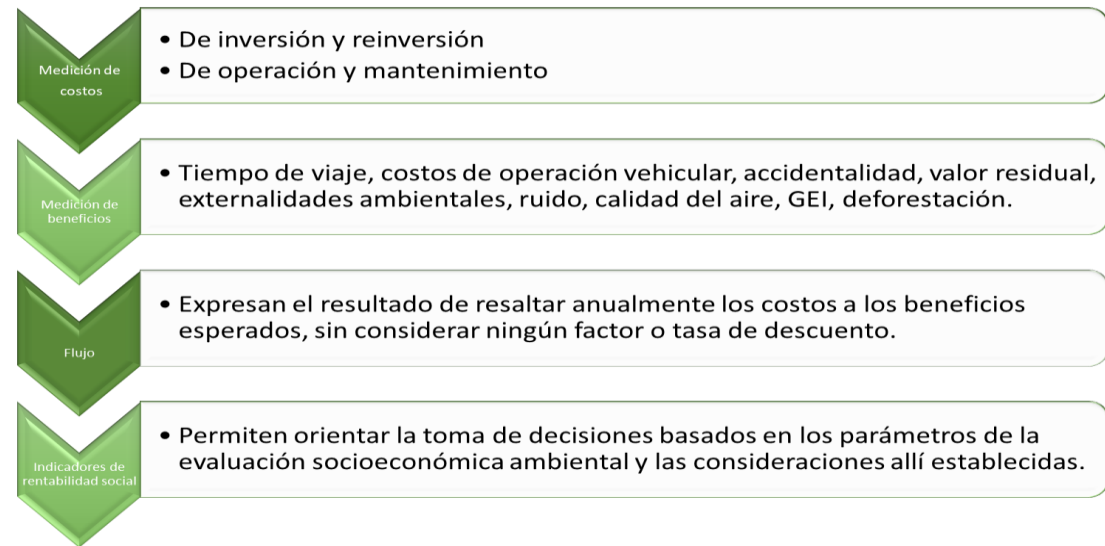 Medición de
costos
• De inversión y reinversión
• De operación y mantenimiento
Medición de
beneficios
• Tiempo de viaje, costos de operación vehicular, accidentalidad, valor residual,
externalidades ambientales, ruido, calidad del aire, GEI, deforestación.
Flujo
• Expresan el resultado de resaltar anualmente los costos a los beneficios
esperados, sin considerar ningún factor o tasa de descuento.
Indicadores de
rentabilidad social
• Permiten orientar la toma de decisiones basados en los parámetros de la
evaluación socioeconómica ambiental y las consideraciones allí establecidas.